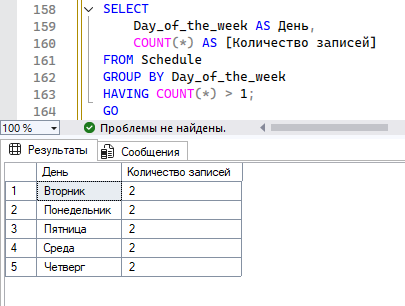 158 SELECT
159 Day_of_the_week AS День,
160 COUNT(*) AS [Количество записей]
161 FROM Schedule
162 GROUP BY Day_of_the_week
163 HAVING COUNT(*) > 1;
164 GO
100 % Проблемы не найдены.
Результаты Сообщения
День Количество записей
1 Вторник 2
2 Понедельник 2
3 Пятница 2
4 Среда 2
5 Четверг 2